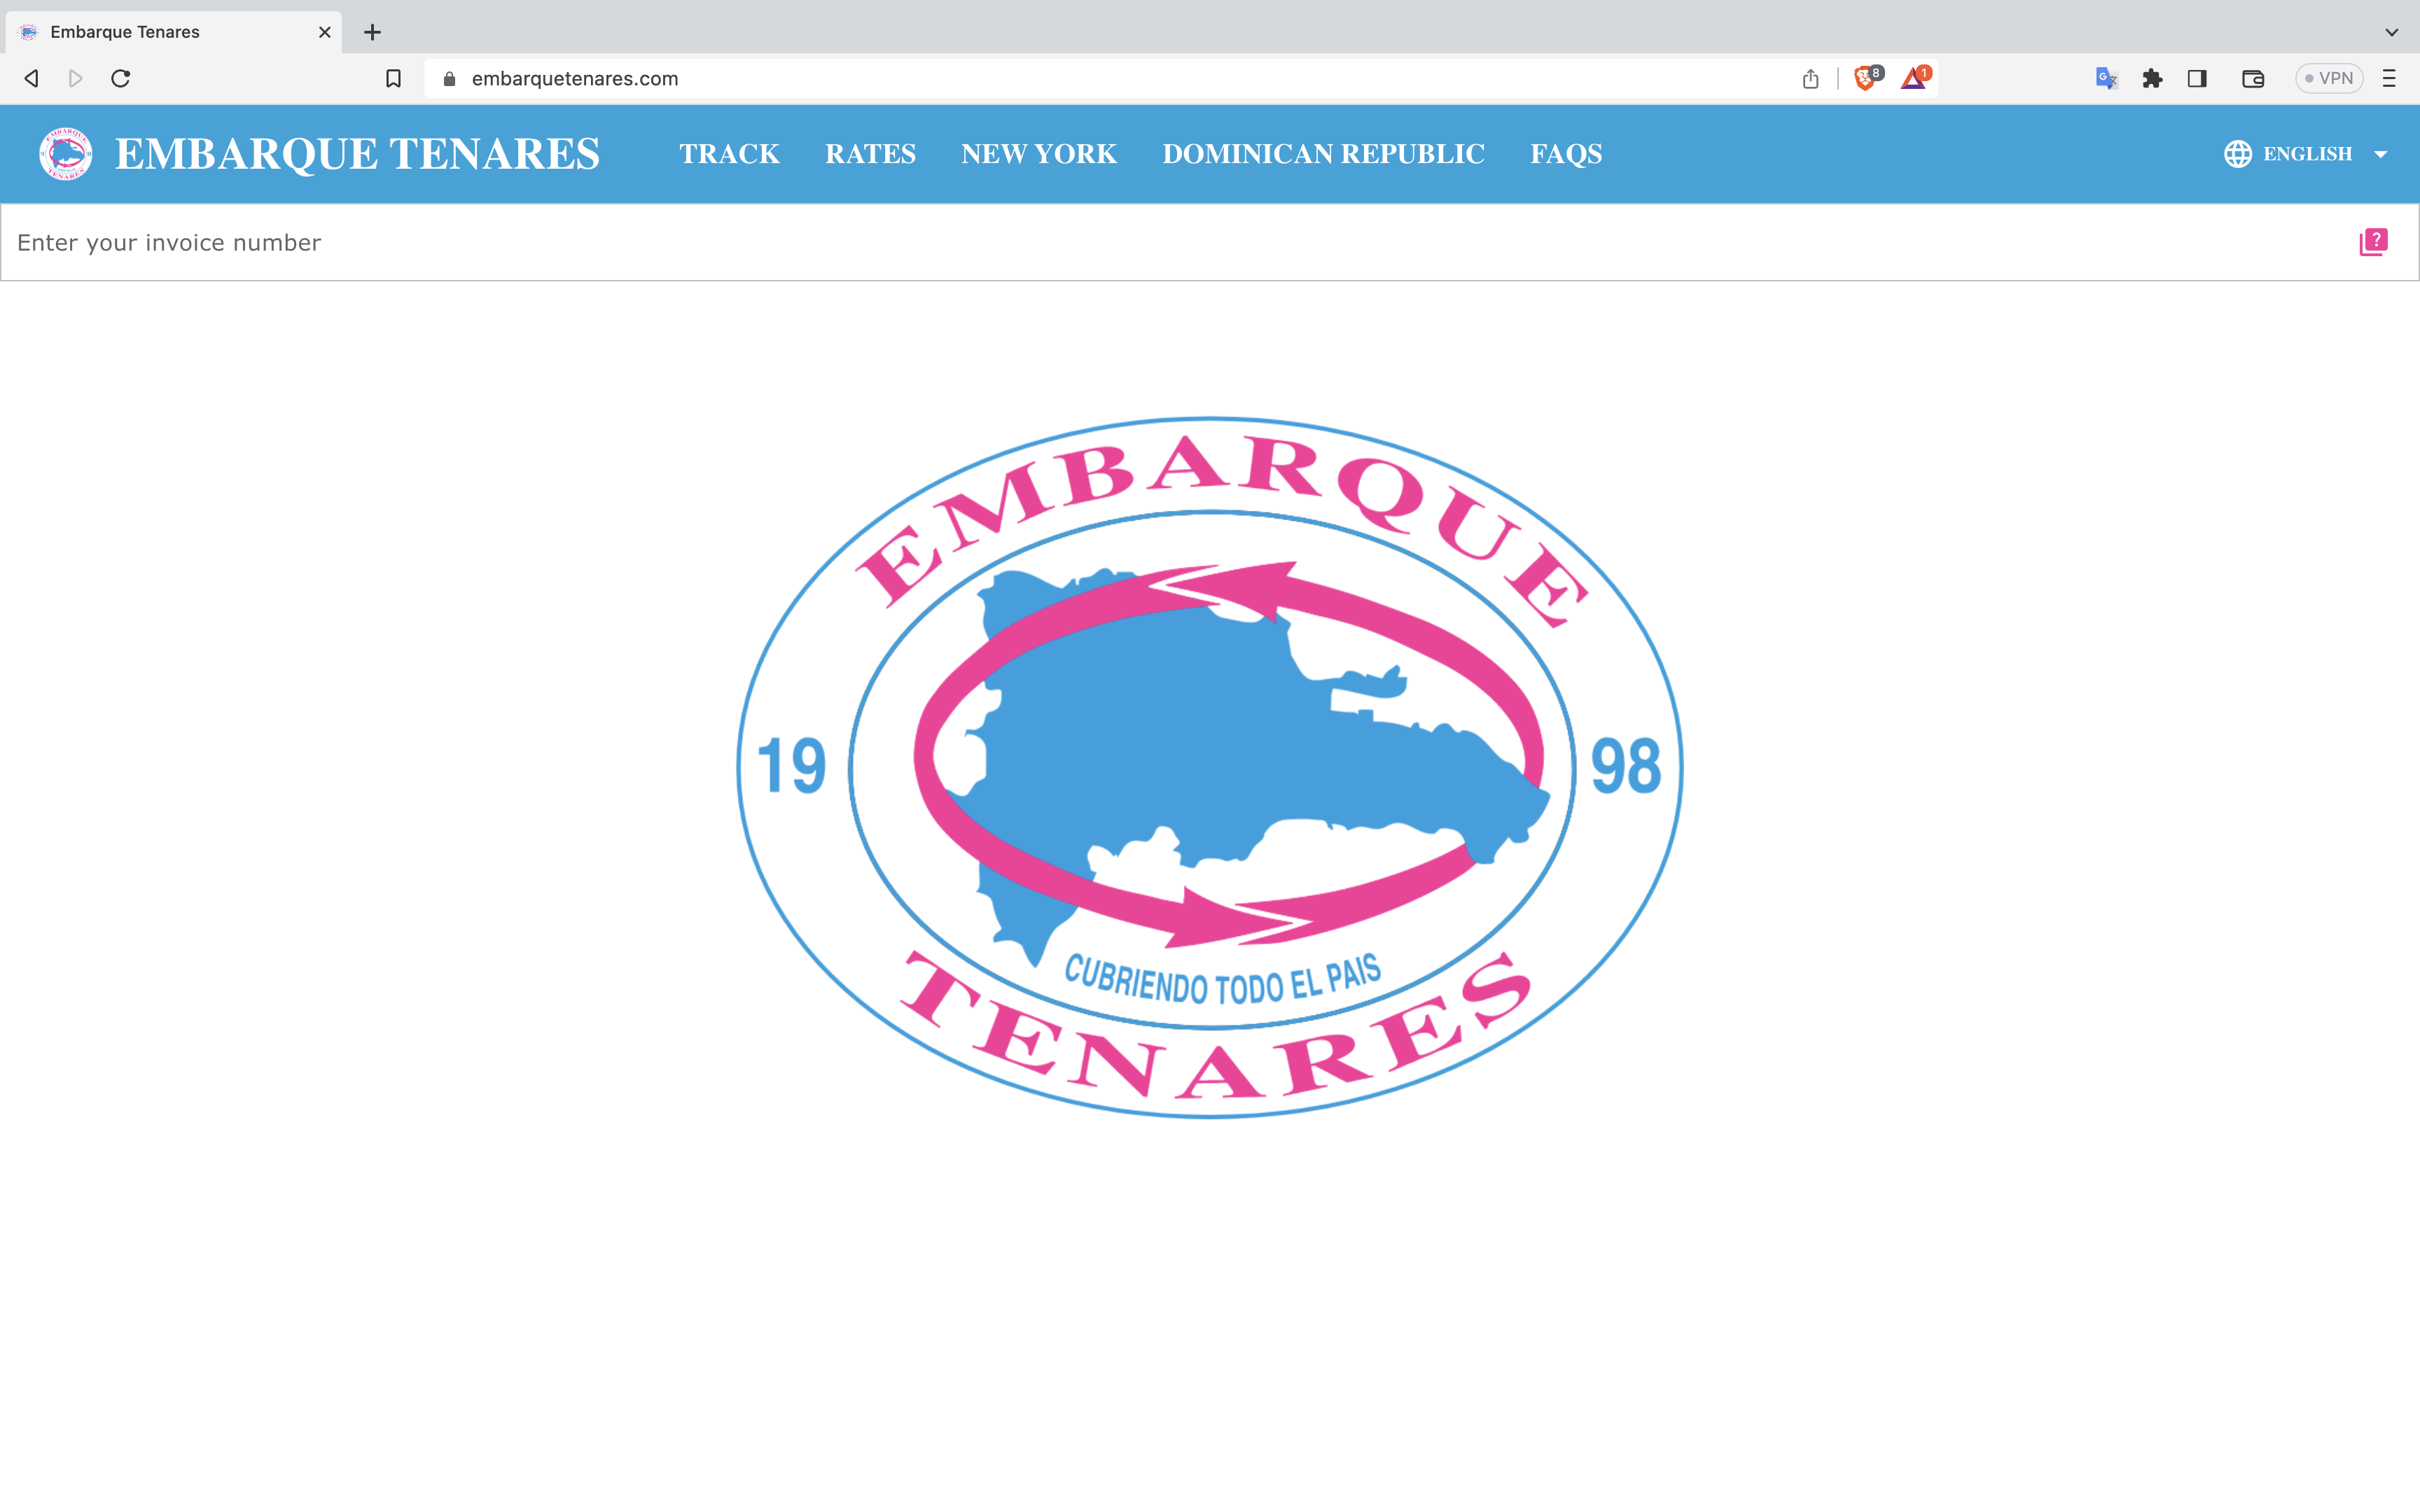 Embarque Tenares
embarquetenares.com
8
1
VPN
EMBARQUE TENARES
TRACK
RATES
NEW YORK
DOMINICAN REPUBLIC
FAQS
ENGLISH
Enter your invoice number
?
EMBARQUE
19
98
CUBRIENDO TODO EL PAIS
TENARES